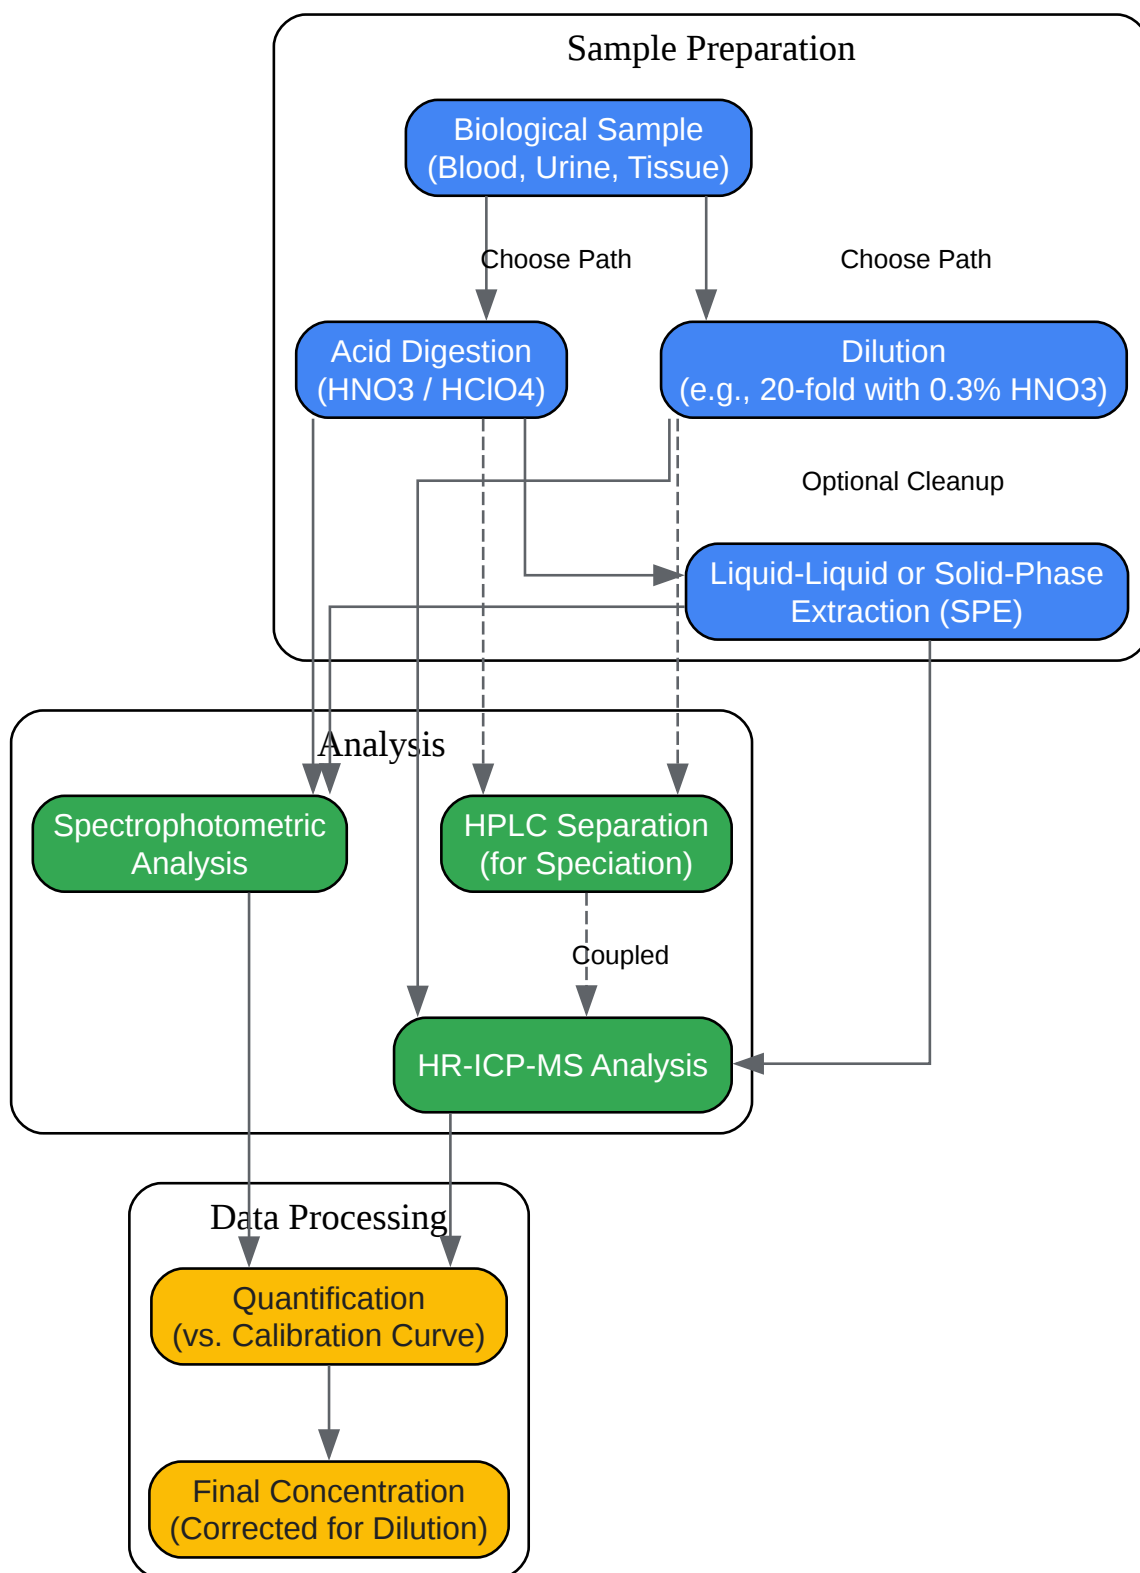 Sample Preparation
Biological Sample
(Blood, Urine, Tissue)
Choose Path
Choose Path
Acid Digestion
(HNO3 / HClO4)
Dilution
(e.g., 20-fold with 0.3% HNO3)
Optional Cleanup
Liquid-Liquid or Solid-Phase
Extraction (SPE)
Analysis
Spectrophotometric
Analysis
HPLC Separation
(for Speciation)
Coupled
HR-ICP-MS Analysis
Data Processing
Quantification
(vs. Calibration Curve)
Final Concentration
(Corrected for Dilution)